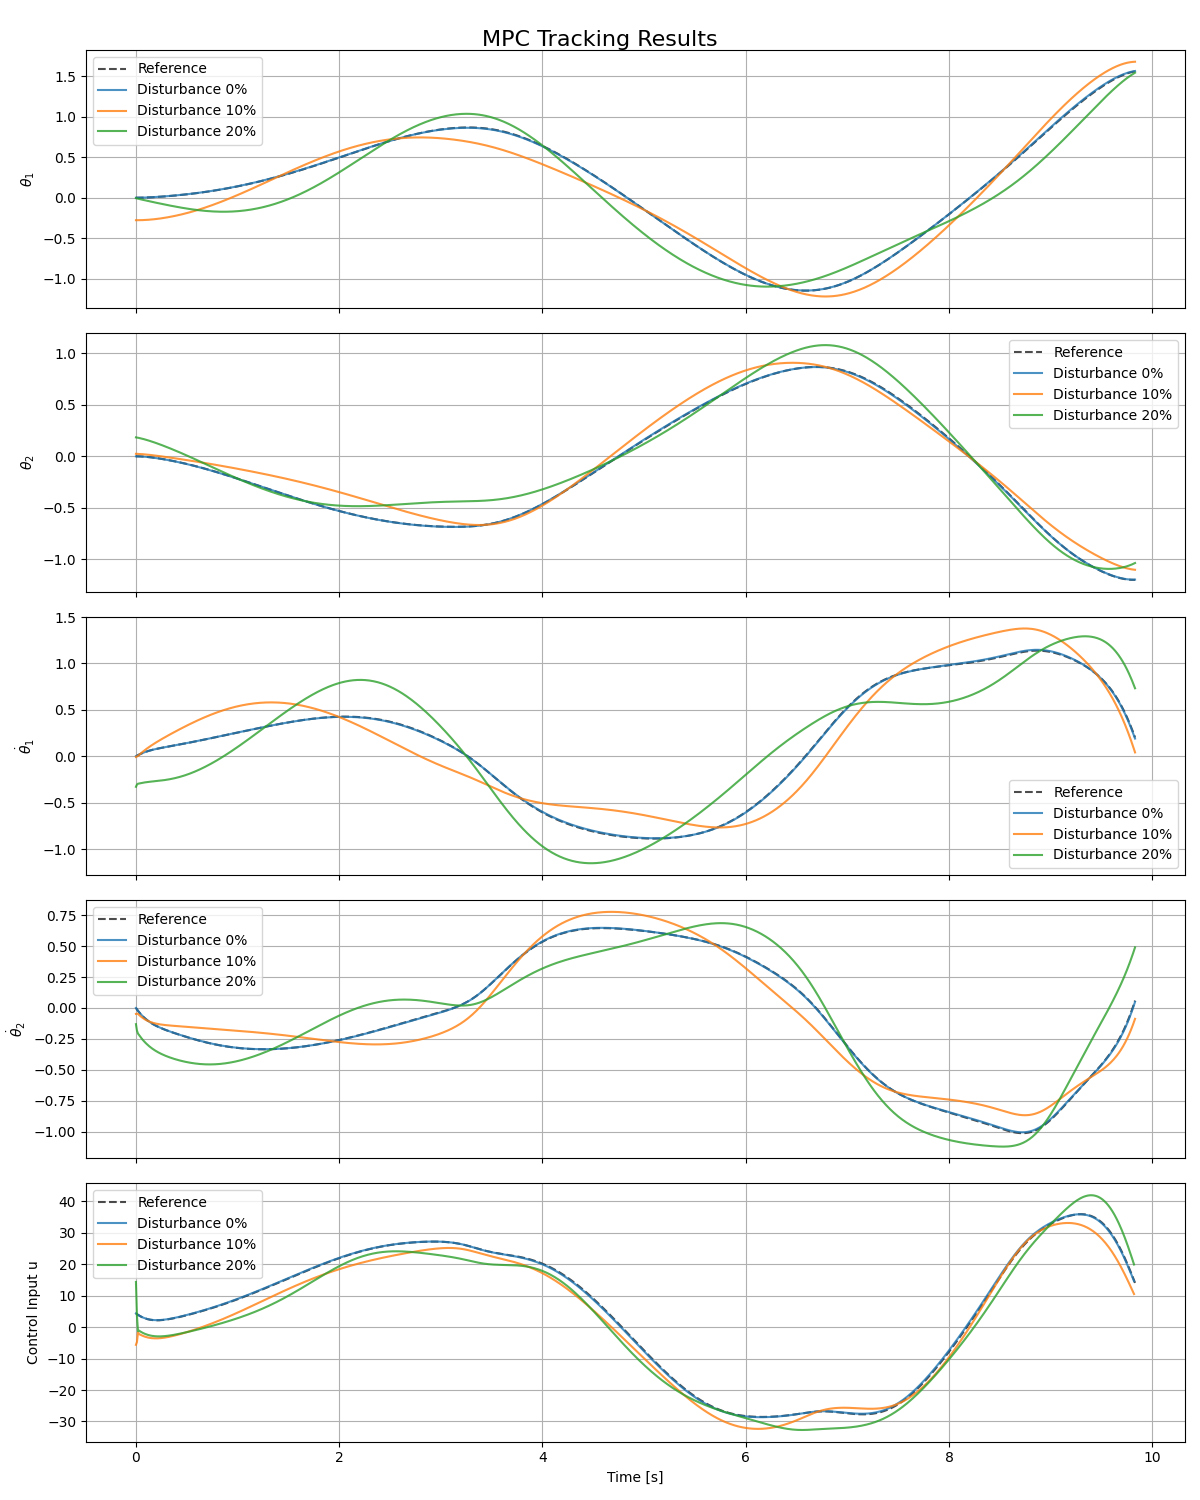 MPC Tracking Results
Reference
Disturbance 0%
Disturbance 10%
Disturbance 20%
1.5
1.0
0.5
0.0
−0.5
−1.0
θ₁
Reference
Disturbance 0%
Disturbance 10%
Disturbance 20%
1.0
0.5
0.0
−0.5
−1.0
θ₂
1.5
1.0
0.5
0.0
−0.5
−1.0
θ̇₁
Reference
Disturbance 0%
Disturbance 10%
Disturbance 20%
Reference
Disturbance 0%
Disturbance 10%
Disturbance 20%
0.75
0.50
0.25
0.00
−0.25
−0.50
−0.75
−1.00
θ̇₂
Reference
Disturbance 0%
Disturbance 10%
Disturbance 20%
40
30
20
10
0
−10
−20
−30
Control Input u
0 2 4 6 8 10
Time [s]